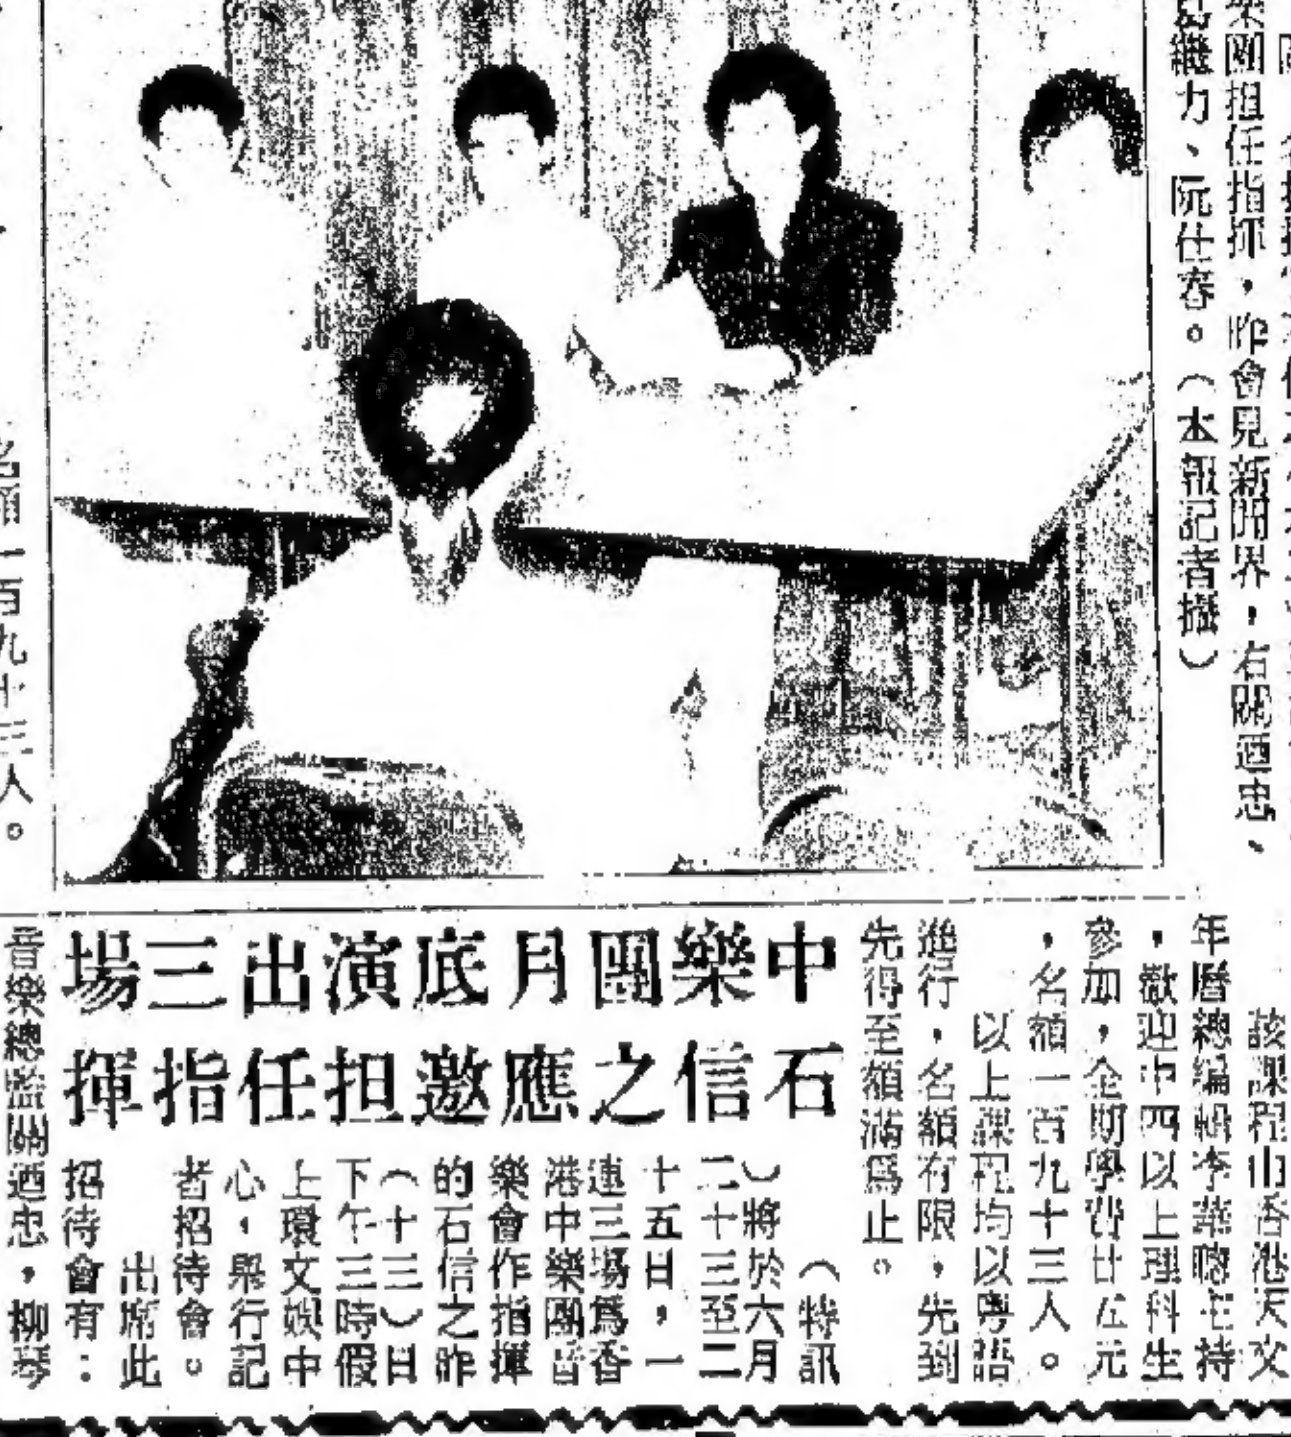 樂團担任指揮，昨會見新聞界，右關迺忠、
繼力、阮仕春。（本報記者攝）
該課程由香港天文
年曆總編輯李華聰主持
，歡迎中四以上理科生
參加，全期學費廿五元
，名額一百九十三人。
以上課程均以粵語
進行，名額有限，先到
先得至額滿爲止。
中樂團月底演出三場
石信之應邀担任指揮
（特訊
）將於六月
二十三至二
十五日，一
連三場爲香
港中樂團音
樂會作指揮
的石信之昨
（十三）日
下午三時假
上環文娛中
心，舉行記
者招待會。
出席此
招待會有：
音樂總監關迺忠，柳琴
一百九十三人。